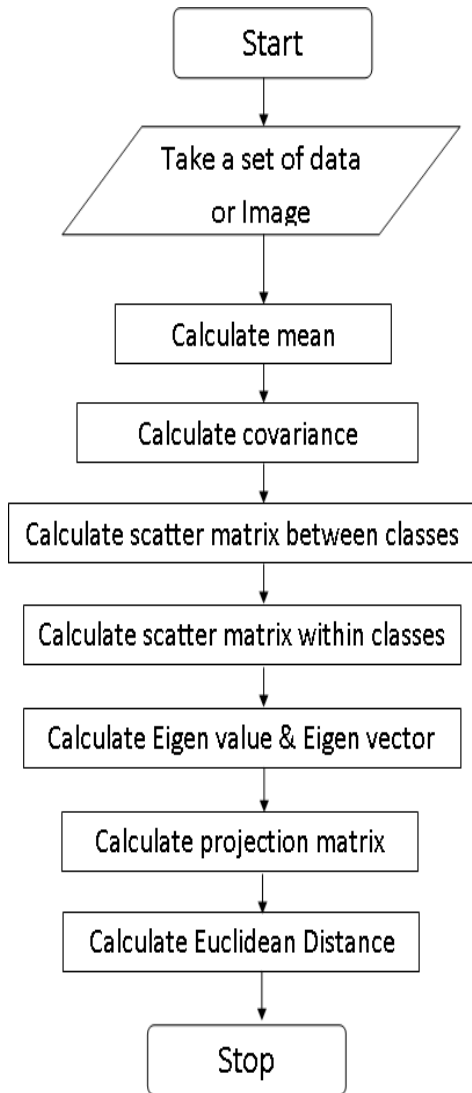 Start
Take a set of data
or Image
Calculate mean
Calculate covariance
Calculate scatter matrix between classes
Calculate scatter matrix within classes
Calculate Eigen value & Eigen vector
Calculate projection matrix
Calculate Euclidean Distance
Stop